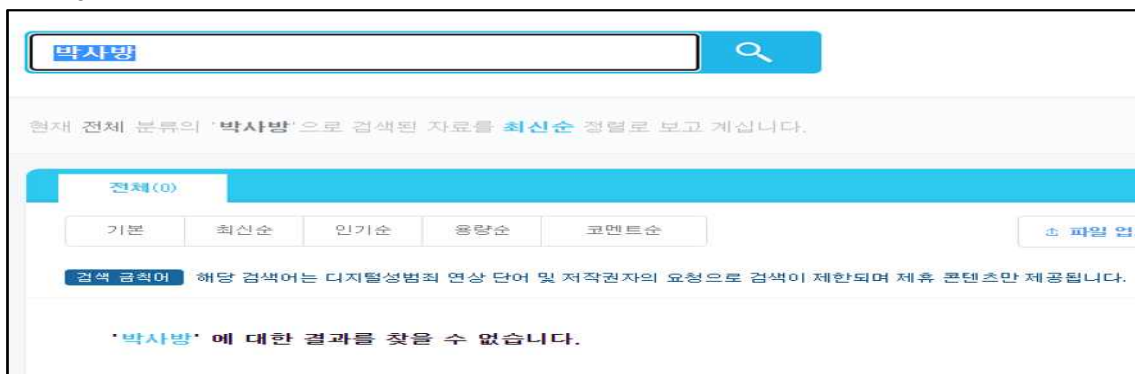 박사방
현재 전체 분류의 '박사방'으로 검색된 자료를 최신순 정렬로 보고 계십니다.
전체(0)
기본 최신순 인기순 용량순 코멘트순 파일 업
검색 금칙어 해당 검색어는 디지털성범죄 연상 단어 및 저작권자의 요청으로 검색이 제한되며 제휴 콘텐츠만 제공됩니다.
'박사방' 에 대한 결과를 찾을 수 없습니다.